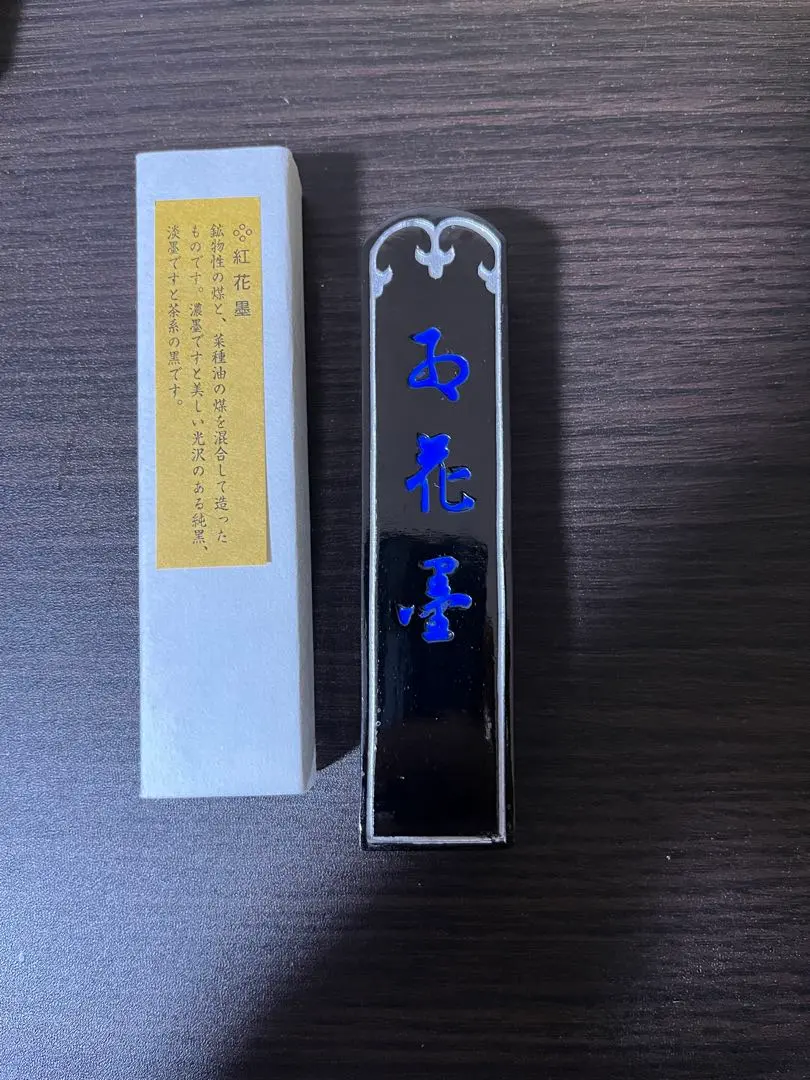 紅花墨
鉱物性の煤と、菜種油の煤を混合して造った
ものです。濃墨ですと美しい光沢のある純黒、
淡墨ですと茶系の黒です。
紅花墨